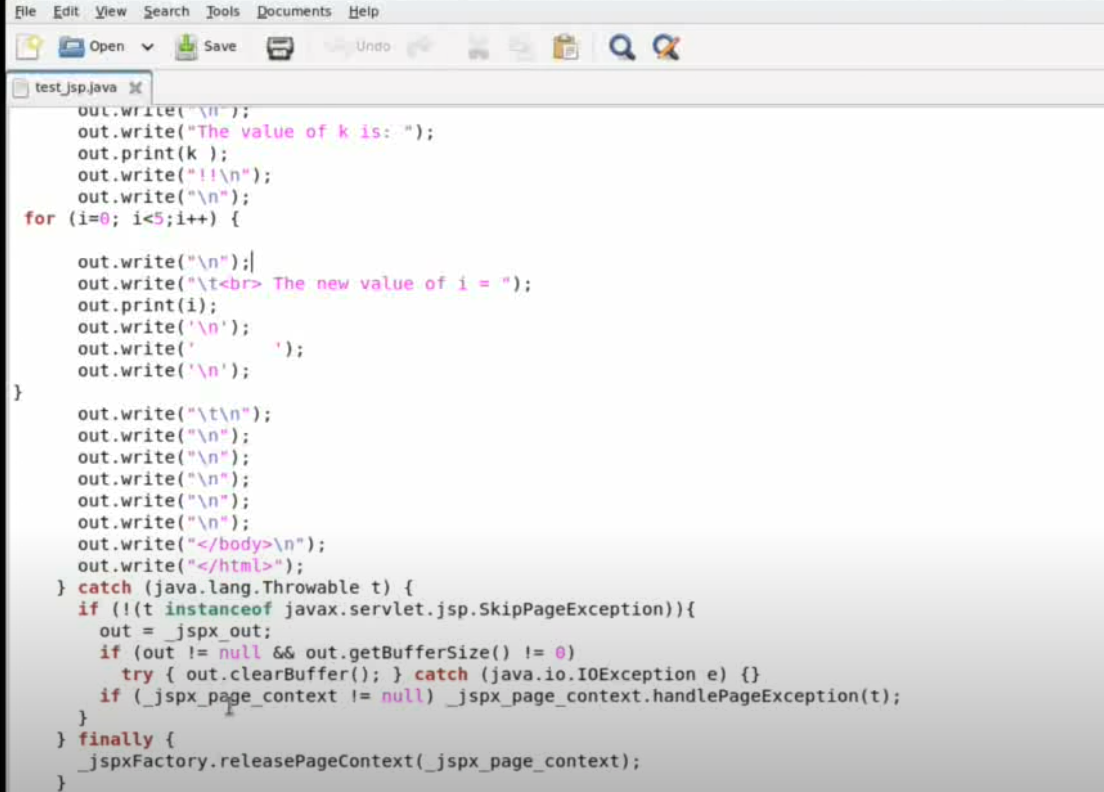 File Edit View Search Tools Documents Help
Open Save Undo
test_jsp.java
out.write("\n");
out.write("The value of k is: ");
out.print(k );
out.write("!!\n");
out.write("\n");
for (i=0; i<5;i++) {
out.write("\n");
out.write("\t<br> The new value of i = ");
out.print(i);
out.write('\n');
out.write('        ');
out.write('\n');
}
out.write("\t\n");
out.write("\n");
out.write("\n");
out.write("\n");
out.write("\n");
out.write("\n");
out.write("</body>\n");
out.write("</html>");
} catch (java.lang.Throwable t) {
if (!(t instanceof javax.servlet.jsp.SkipPageException)){
out = _jspx_out;
if (out != null && out.getBufferSize() != 0)
try { out.clearBuffer(); } catch (java.io.IOException e) {}
if (_jspx_page_context != null) _jspx_page_context.handlePageException(t);
}
} finally {
_jspxFactory.releasePageContext(_jspx_page_context);
}